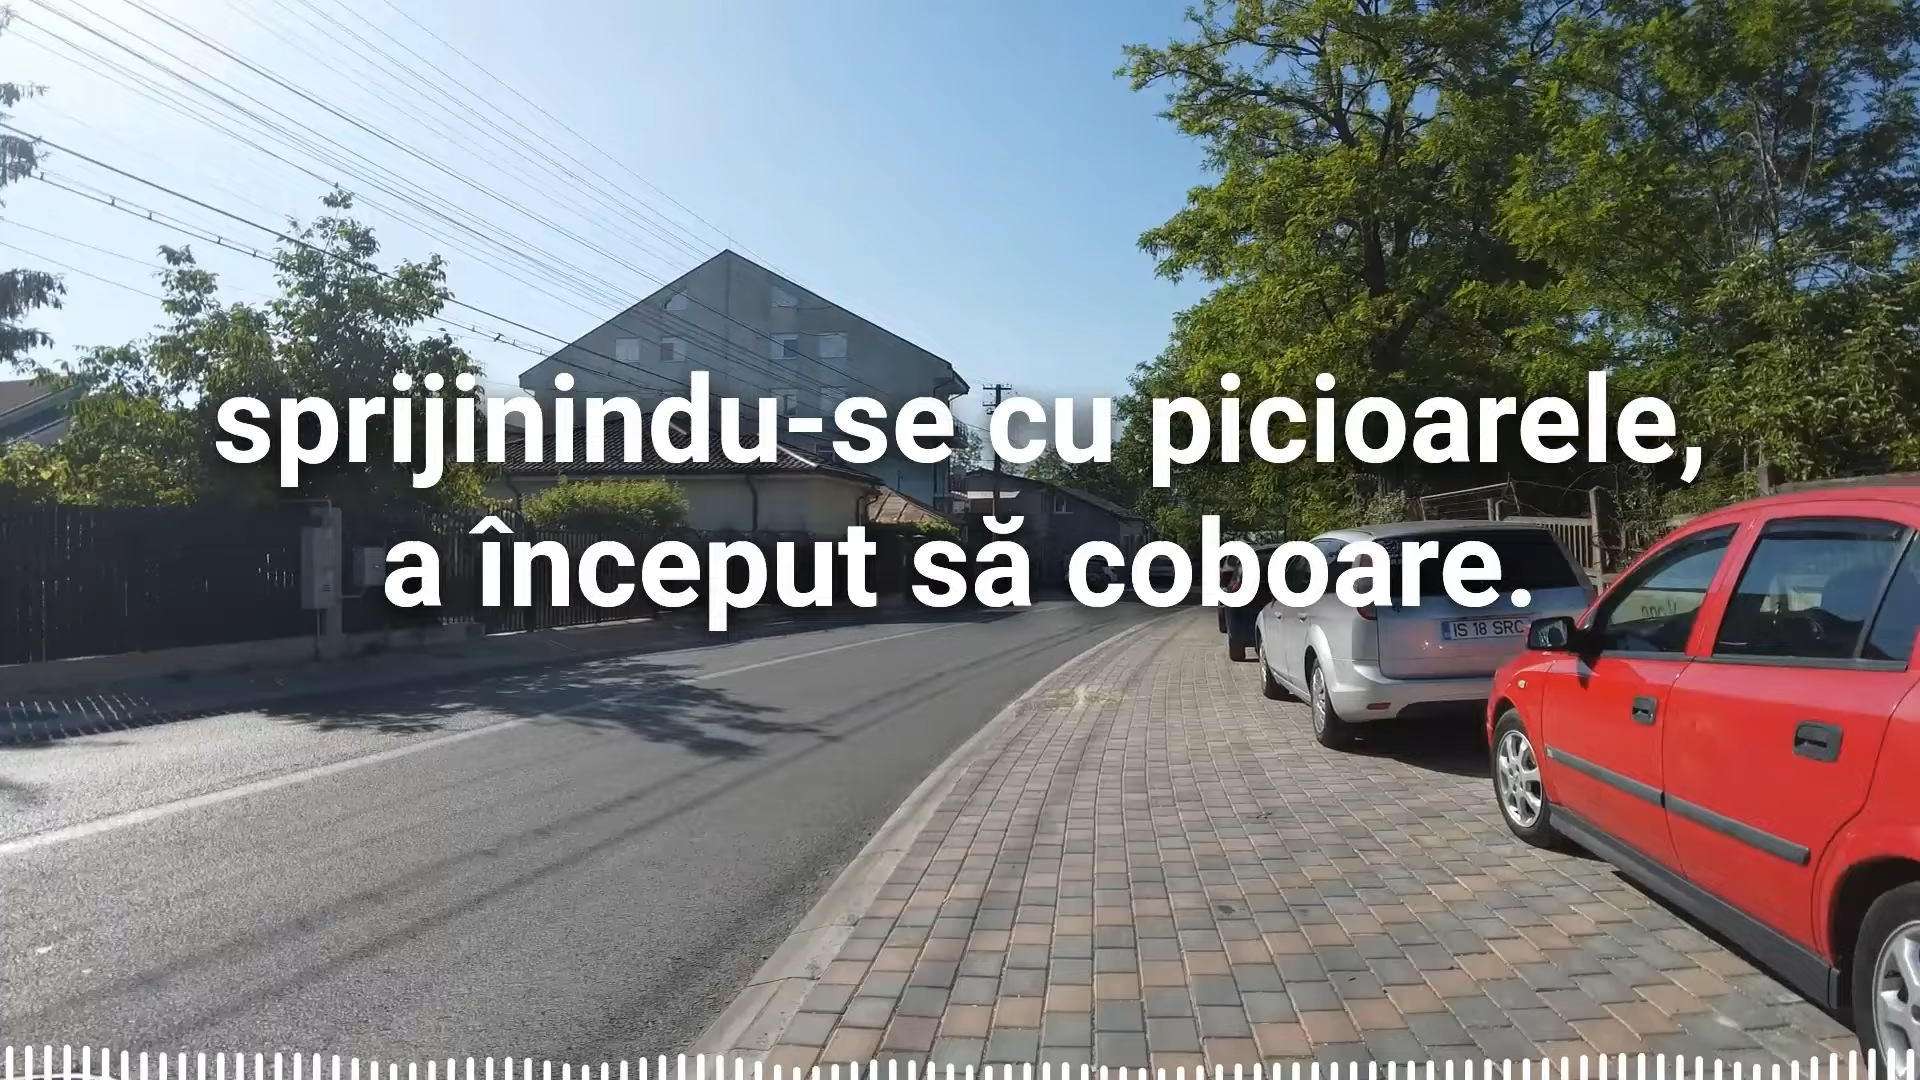 sprijinindu-se cu picioarele,
a început să coboare.
IS 18 SRC